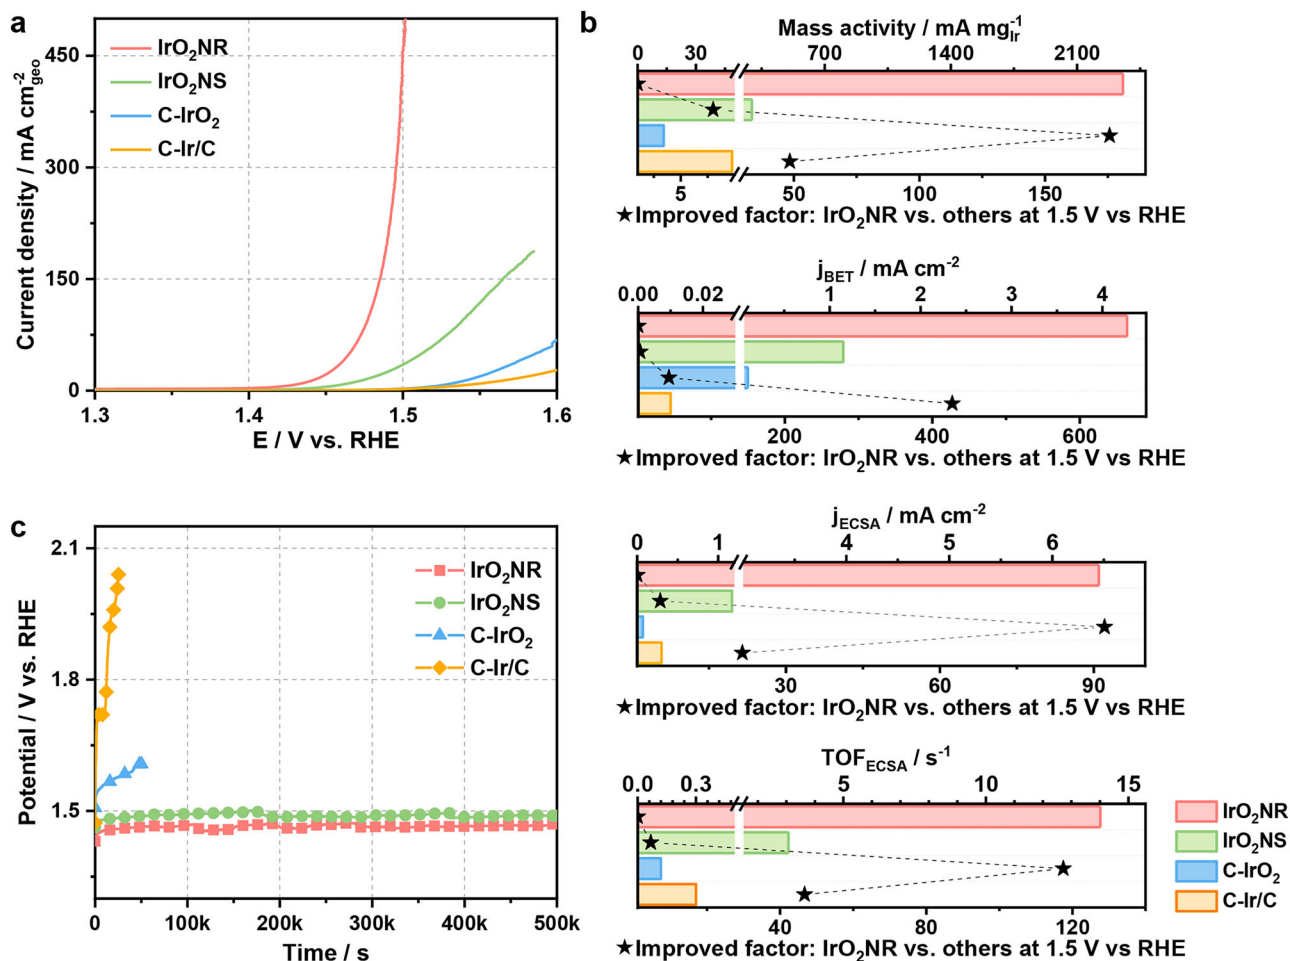 a
Current density / mA cm⁻²geo
450
300
150
0
IrO₂NR
IrO₂NS
C-IrO₂
C-Ir/C
1.3 1.4 1.5 1.6
E / V vs. RHE
b
Mass activity / mA mg⁻¹Ir
0 30 700 1400 2100
5 50 100 150
★Improved factor: IrO₂NR vs. others at 1.5 V vs RHE
jBET / mA cm⁻²
0.00 0.02 1 2 3 4
200 400 600
★Improved factor: IrO₂NR vs. others at 1.5 V vs RHE
jECSA / mA cm⁻²
0 1 4 5 6
30 60 90
★Improved factor: IrO₂NR vs. others at 1.5 V vs RHE
TOFECSA / s⁻¹
0.0 0.3 5 10 15
40 80 120
★Improved factor: IrO₂NR vs. others at 1.5 V vs RHE
IrO₂NR
IrO₂NS
C-IrO₂
C-Ir/C
c
Potential / V vs. RHE
2.1
1.8
1.5
IrO₂NR
IrO₂NS
C-IrO₂
C-Ir/C
0 100k 200k 300k 400k 500k
Time / s